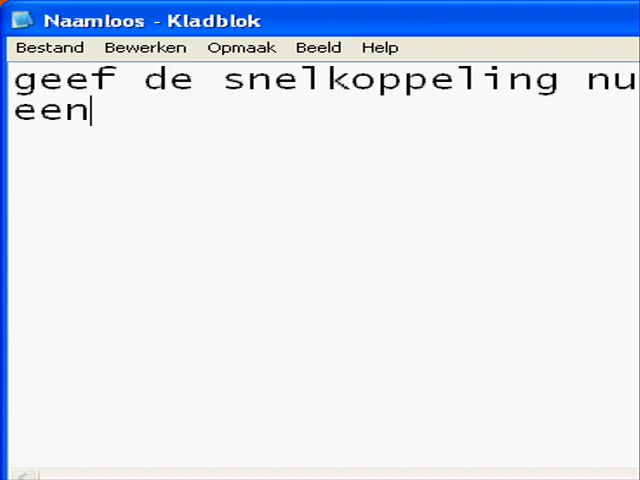 Naamloos - Kladblok
Bestand Bewerken Opmaak Beeld Help
geef de snelkoppeling nu
een